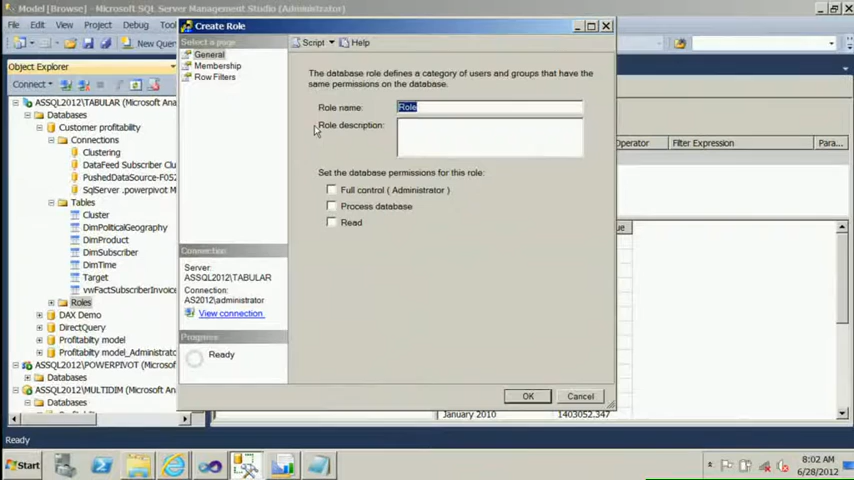 Model [Browse] - Microsoft SQL Server Management Studio (Administrator)
File Edit View Project Debug Tools
New Query
Object Explorer
Connect
ASSQL2012\TABULAR (Microsoft An
Databases
Customer profitability
Connections
Clustering
DataFeed Subscriber Cl
PushedDataSource-F052
SqlServer .powerpivot M
Tables
Cluster
DimPoliticalGeography
DimProduct
DimSubscriber
DimTime
Target
vwFactSubscriberInvoice
Roles
DAX Demo
DirectQuery
Profitabilty model
Profitabilty model_Administrato
ASSQL2012\POWERPIVOT (Microsoft
Databases
ASSQL2012\MULTIDIM (Microsoft An
Databases
Ready
Create Role
Select a page
General
Membership
Row Filters
Connection
Server:
ASSQL2012\TABULAR
Connection:
AS2012\administrator
View connection
Progress
Ready
Script Help
The database role defines a category of users and groups that have the
same permissions on the database.
Role name: Role
Role description:
Set the database permissions for this role:
Full control ( Administrator )
Process database
Read
OK Cancel
Operator Filter Expression Para...
ue
January 2010 1403052.347
Start
8:02 AM
6/28/2012